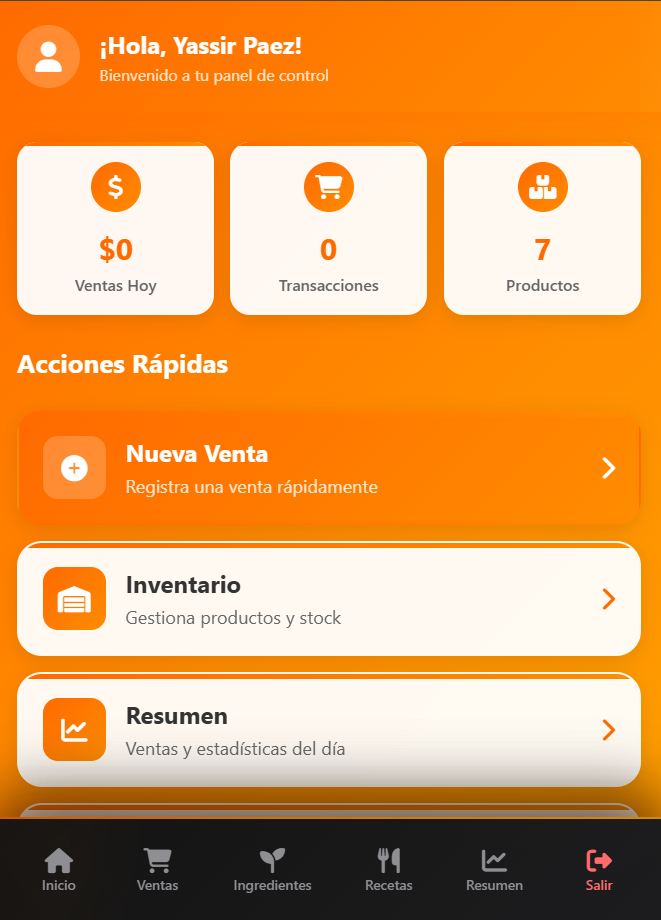 ¡Hola, Yassir Paez!
Bienvenido a tu panel de control
$
$0
Ventas Hoy
0
Transacciones
7
Productos
Acciones Rápidas
Nueva Venta
Registra una venta rápidamente
Inventario
Gestiona productos y stock
Resumen
Ventas y estadísticas del día
Inicio
Ventas
Ingredientes
Recetas
Resumen
Salir